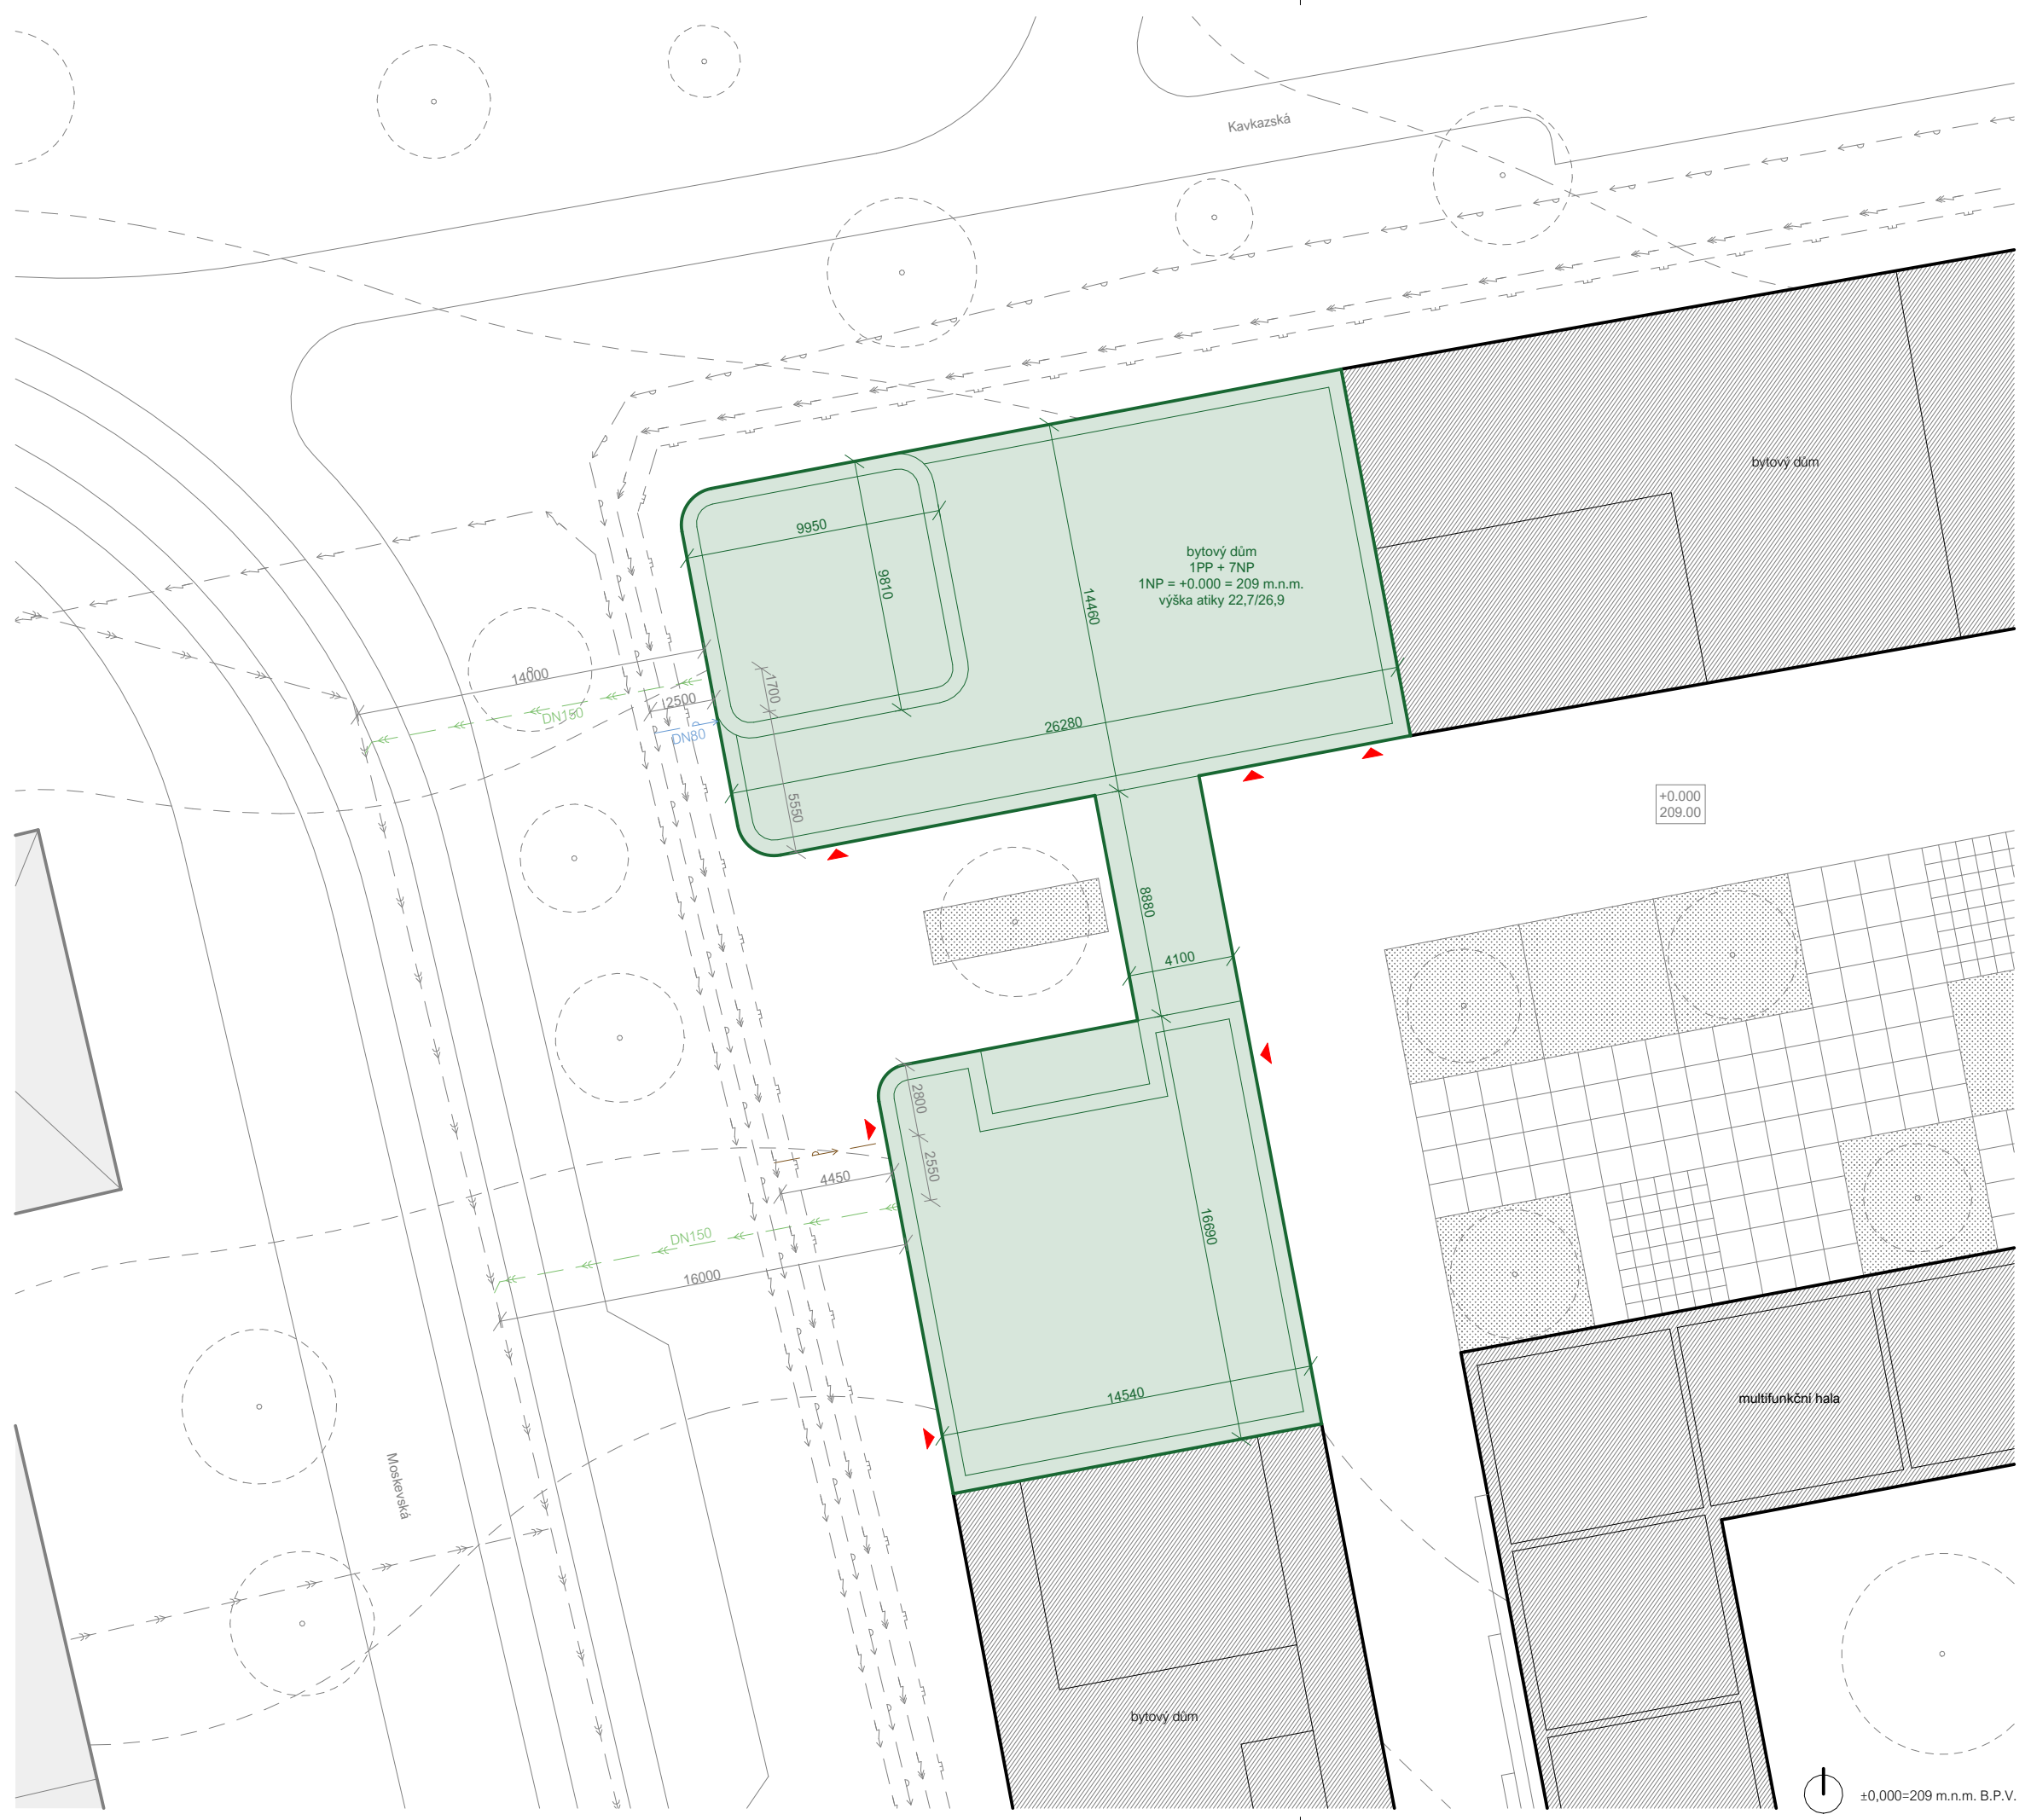 Kavkazská
bytový dům
9950
bytový dům
1PP + 7NP
1NP = +0.000 = 209 m.n.m.
výška atiky 22,7/26,9
9810
14460
14000
1700
2500
DN160
DN80
26280
5550
+0.000
209.00
8880
4100
2800
2550
4450
16690
DN150
16000
14540
multifunkční hala
Moskevská
bytový dům
±0,000=209 m.n.m. B.P.V.